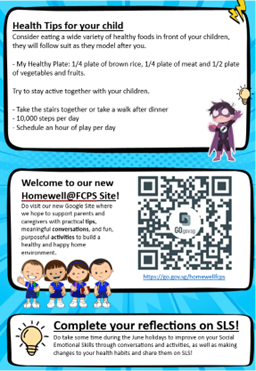 Health Tips for your child
Consider eating a wide variety of healthy foods in front of your children,
they will follow suit as they model after you.
- My Healthy Plate: 1/4 plate of brown rice, 1/4 plate of meat and 1/2 plate
of vegetables and fruits.
Try to stay active together with your children.
- Take the stairs together or take a walk after dinner
- 10,000 steps per day
- Schedule an hour of play per day
Welcome to our new
Homewell@FCPS Site!
Do visit our new Google Site where
we hope to support parents and
caregivers with practical tips,
meaningful conversations, and fun,
purposeful activities to build a
healthy and happy home
environment.
GO.gov.sg
https://go.gov.sg/homewellfcps
Complete your reflections on SLS!
Do take some time during the June holidays to improve on your Social
Emotional Skills through conversations and activities, as well as making
changes to your health habits and share them on SLS!